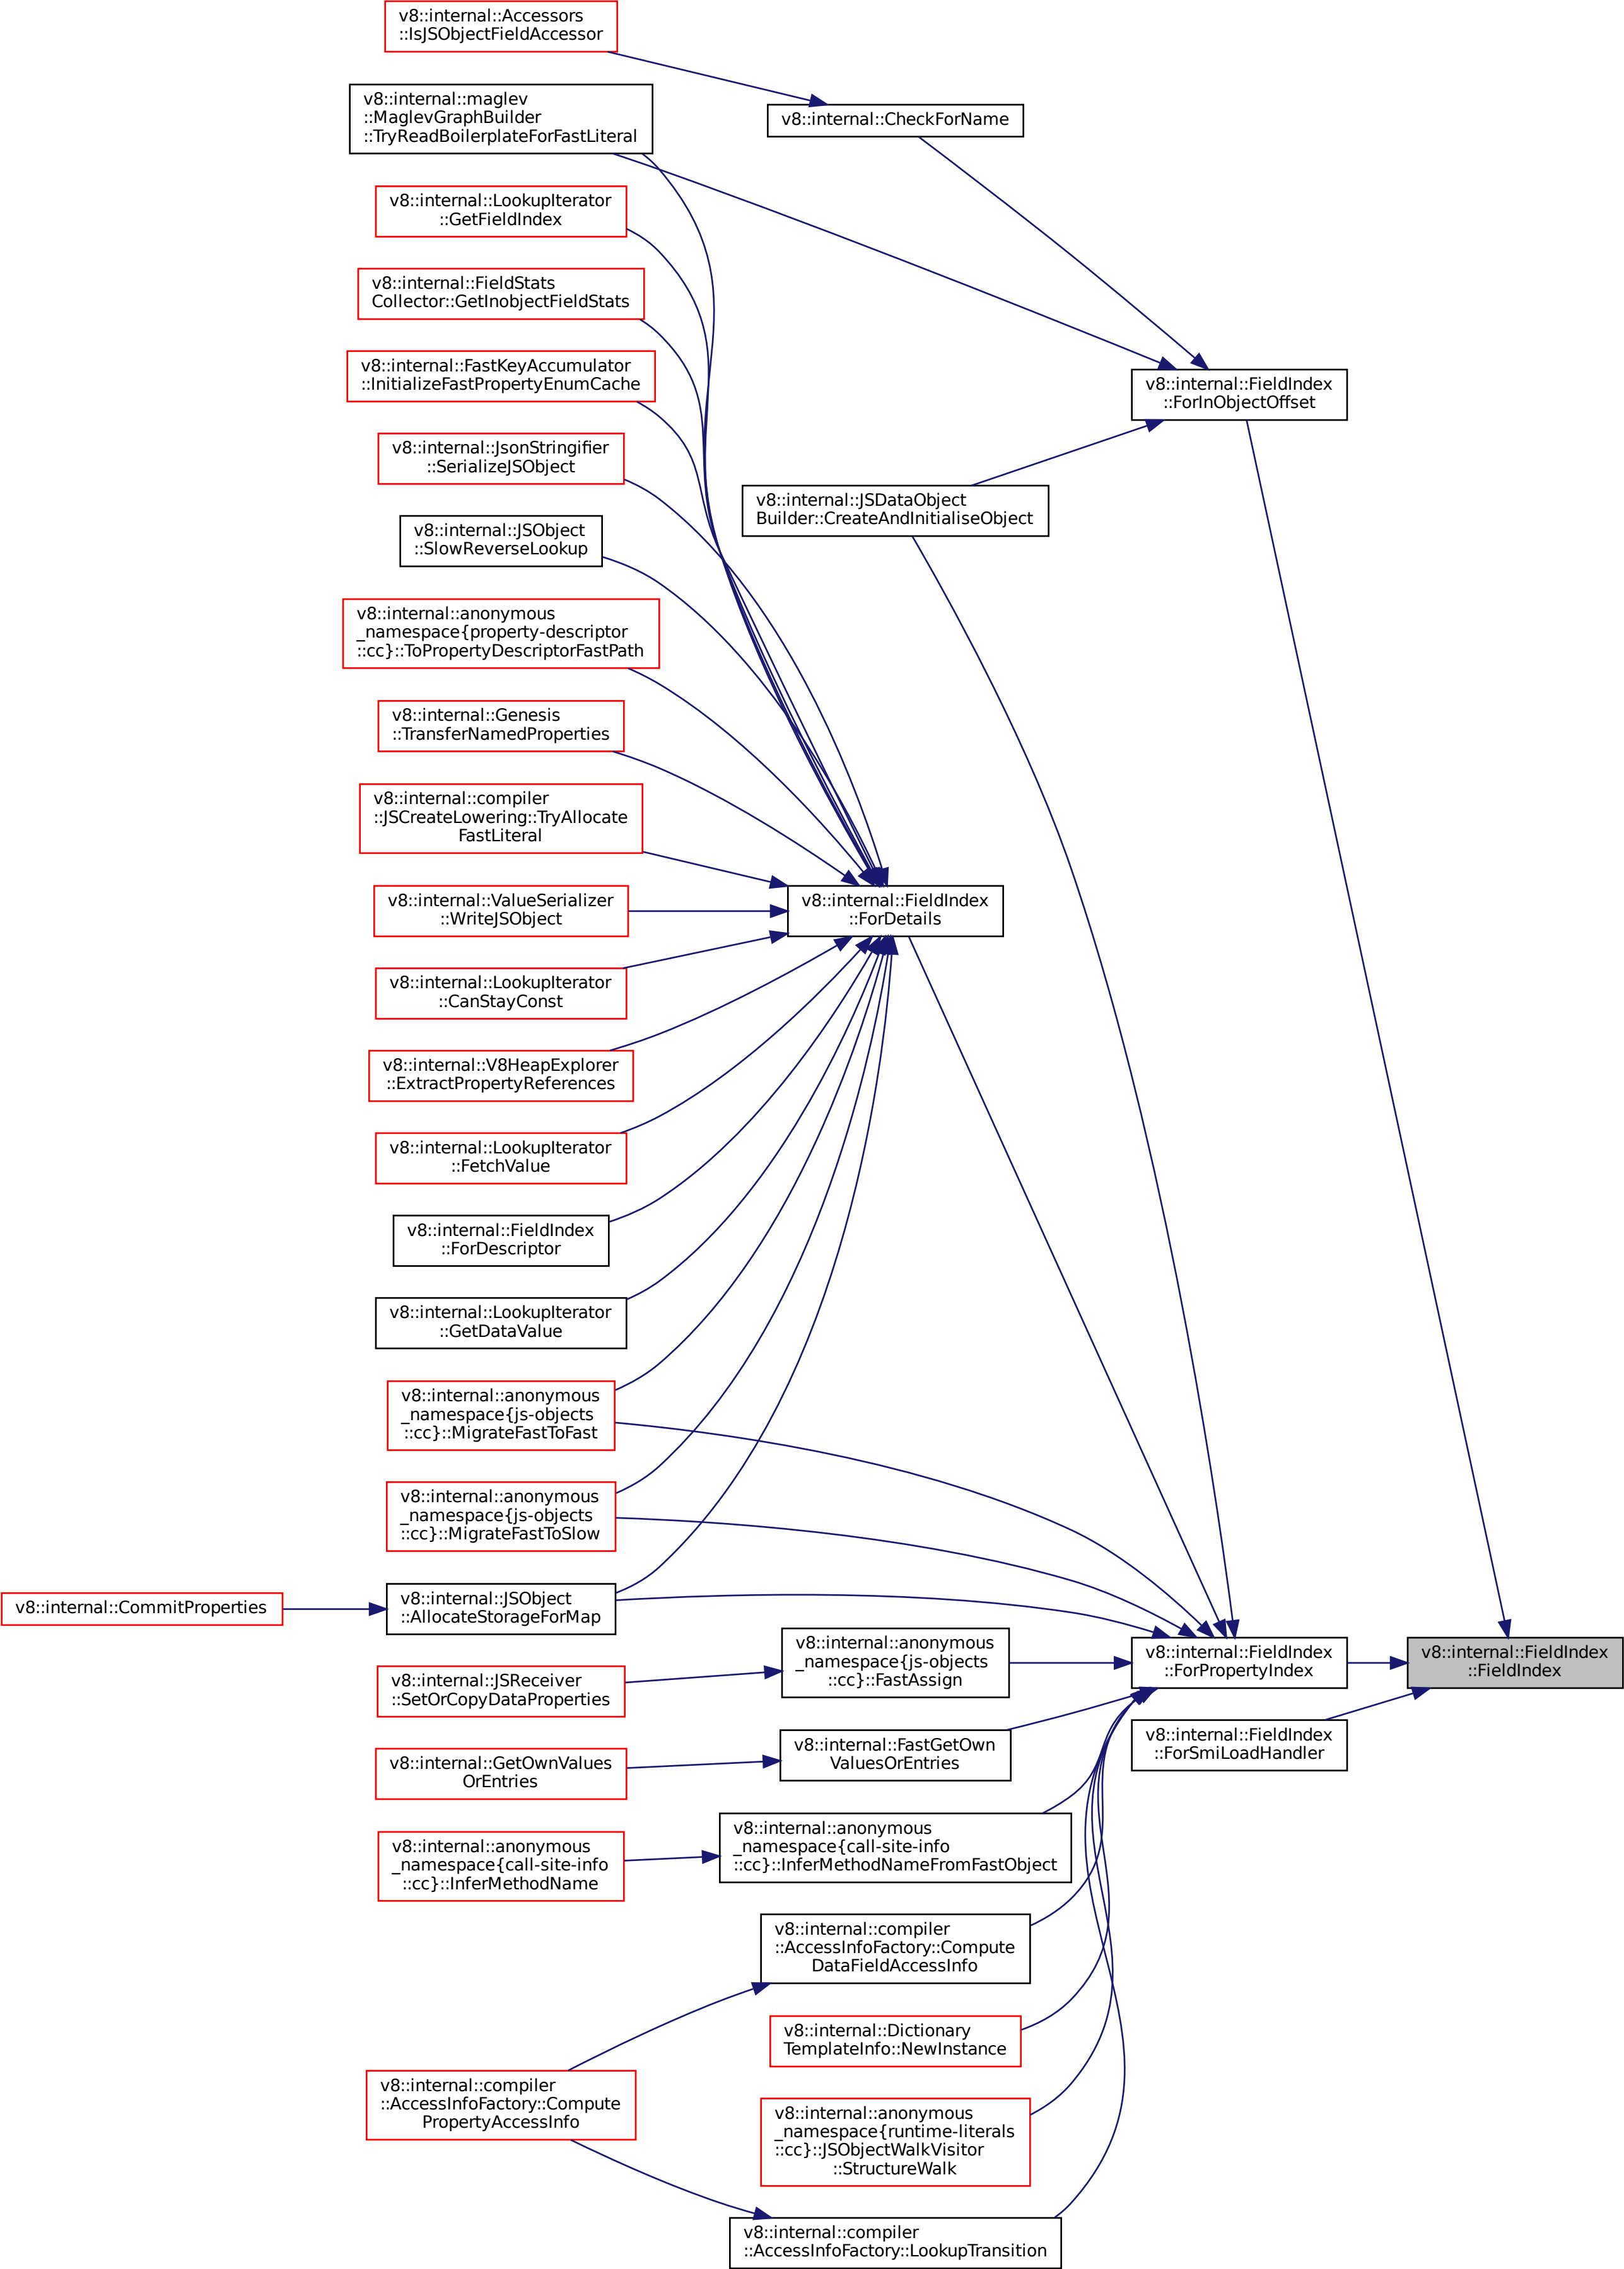 v8::internal::Accessors
::IsJSObjectFieldAccessor
v8::internal::maglev
::MaglevGraphBuilder
::TryReadBoilerplateForFastLiteral
v8::internal::CheckForName
v8::internal::LookupIterator
::GetFieldIndex
v8::internal::FieldStats
Collector::GetInobjectFieldStats
v8::internal::FastKeyAccumulator
::InitializeFastPropertyEnumCache
v8::internal::FieldIndex
::ForInObjectOffset
v8::internal::JsonStringifier
::SerializeJSObject
v8::internal::JSDataObject
Builder::CreateAndInitialiseObject
v8::internal::JSObject
::SlowReverseLookup
v8::internal::anonymous
_namespace{property-descriptor
::cc}::ToPropertyDescriptorFastPath
v8::internal::Genesis
::TransferNamedProperties
v8::internal::compiler
::JSCreateLowering::TryAllocate
FastLiteral
v8::internal::ValueSerializer
::WriteJSObject
v8::internal::FieldIndex
::ForDetails
v8::internal::LookupIterator
::CanStayConst
v8::internal::V8HeapExplorer
::ExtractPropertyReferences
v8::internal::LookupIterator
::FetchValue
v8::internal::FieldIndex
::ForDescriptor
v8::internal::LookupIterator
::GetDataValue
v8::internal::anonymous
_namespace{js-objects
::cc}::MigrateFastToFast
v8::internal::anonymous
_namespace{js-objects
::cc}::MigrateFastToSlow
v8::internal::CommitProperties
v8::internal::JSObject
::AllocateStorageForMap
v8::internal::JSReceiver
::SetOrCopyDataProperties
v8::internal::anonymous
_namespace{js-objects
::cc}::FastAssign
v8::internal::FieldIndex
::ForPropertyIndex
v8::internal::FieldIndex
::FieldIndex
v8::internal::FieldIndex
::ForSmiLoadHandler
v8::internal::GetOwnValues
OrEntries
v8::internal::FastGetOwn
ValuesOrEntries
v8::internal::anonymous
_namespace{call-site-info
::cc}::InferMethodName
v8::internal::anonymous
_namespace{call-site-info
::cc}::InferMethodNameFromFastObject
v8::internal::compiler
::AccessInfoFactory::Compute
DataFieldAccessInfo
v8::internal::Dictionary
TemplateInfo::NewInstance
v8::internal::compiler
::AccessInfoFactory::Compute
PropertyAccessInfo
v8::internal::anonymous
_namespace{runtime-literals
::cc}::JSObjectWalkVisitor
::StructureWalk
v8::internal::compiler
::AccessInfoFactory::LookupTransition